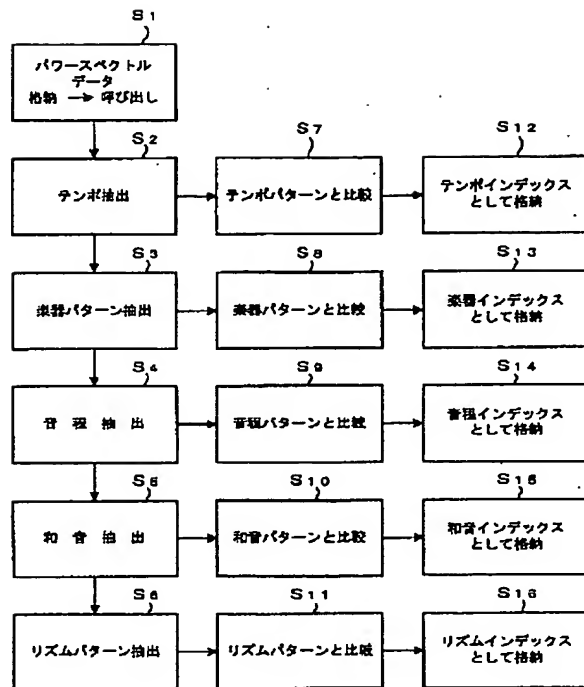 S1
パワースペクトル
データ
格納 → 呼び出し
S2
S7
S12
テンポ抽出
テンポパターンと比較
テンポインデックス
として格納
S3
S8
S13
楽器パターン抽出
楽器パターンと比較
楽器インデックス
として格納
S4
S9
S14
音程抽出
音程パターンと比較
音程インデックス
として格納
S5
S10
S15
和音抽出
和音パターンと比較
和音インデックス
として格納
S6
S11
S16
リズムパターン抽出
リズムパターンと比較
リズムインデックス
として格納